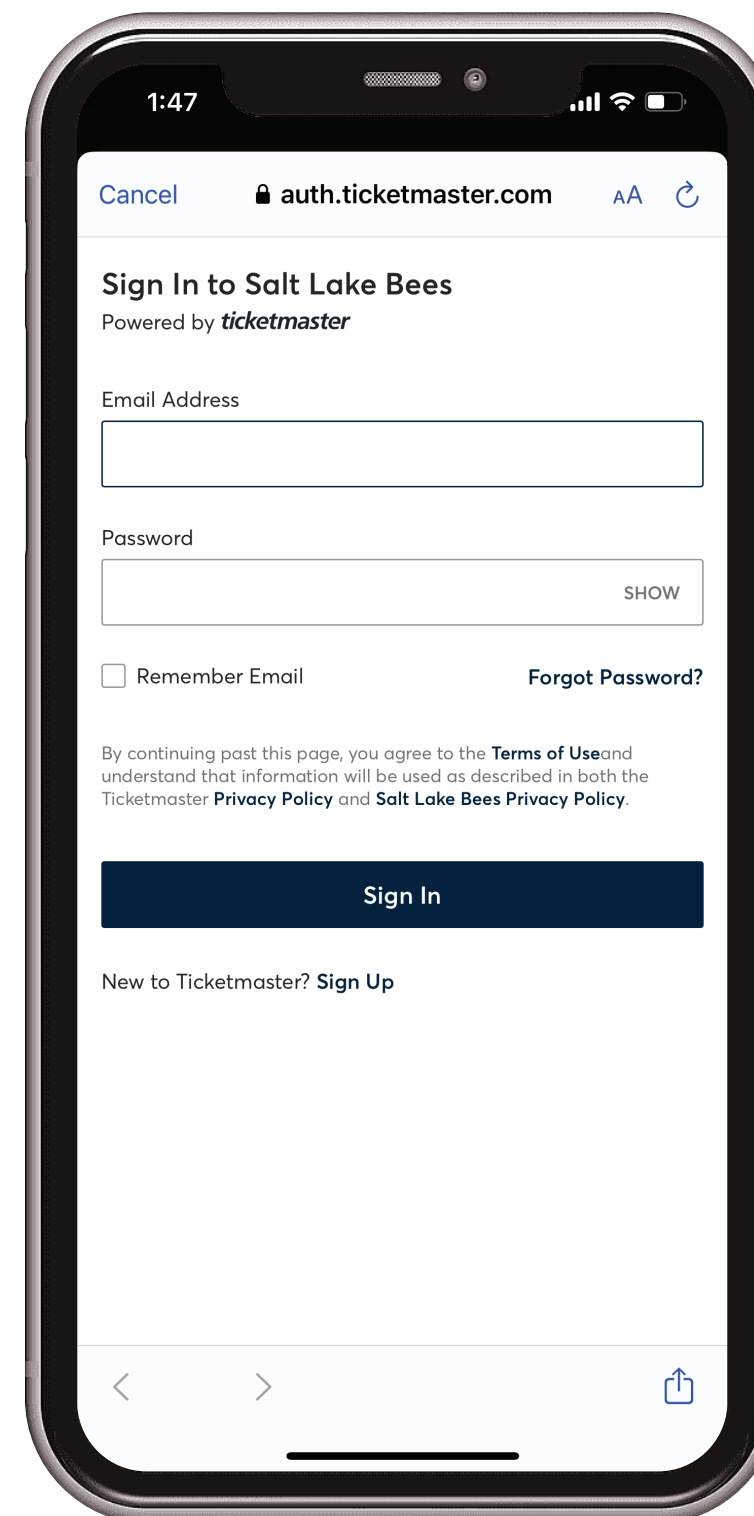 1:47
Cancel auth.ticketmaster.com AA
Sign In to Salt Lake Bees
Powered by ticketmaster
Email Address
Password
SHOW
Remember Email Forgot Password?
By continuing past this page, you agree to the Terms of Useand
understand that information will be used as described in both the
Ticketmaster Privacy Policy and Salt Lake Bees Privacy Policy.
Sign In
New to Ticketmaster? Sign Up